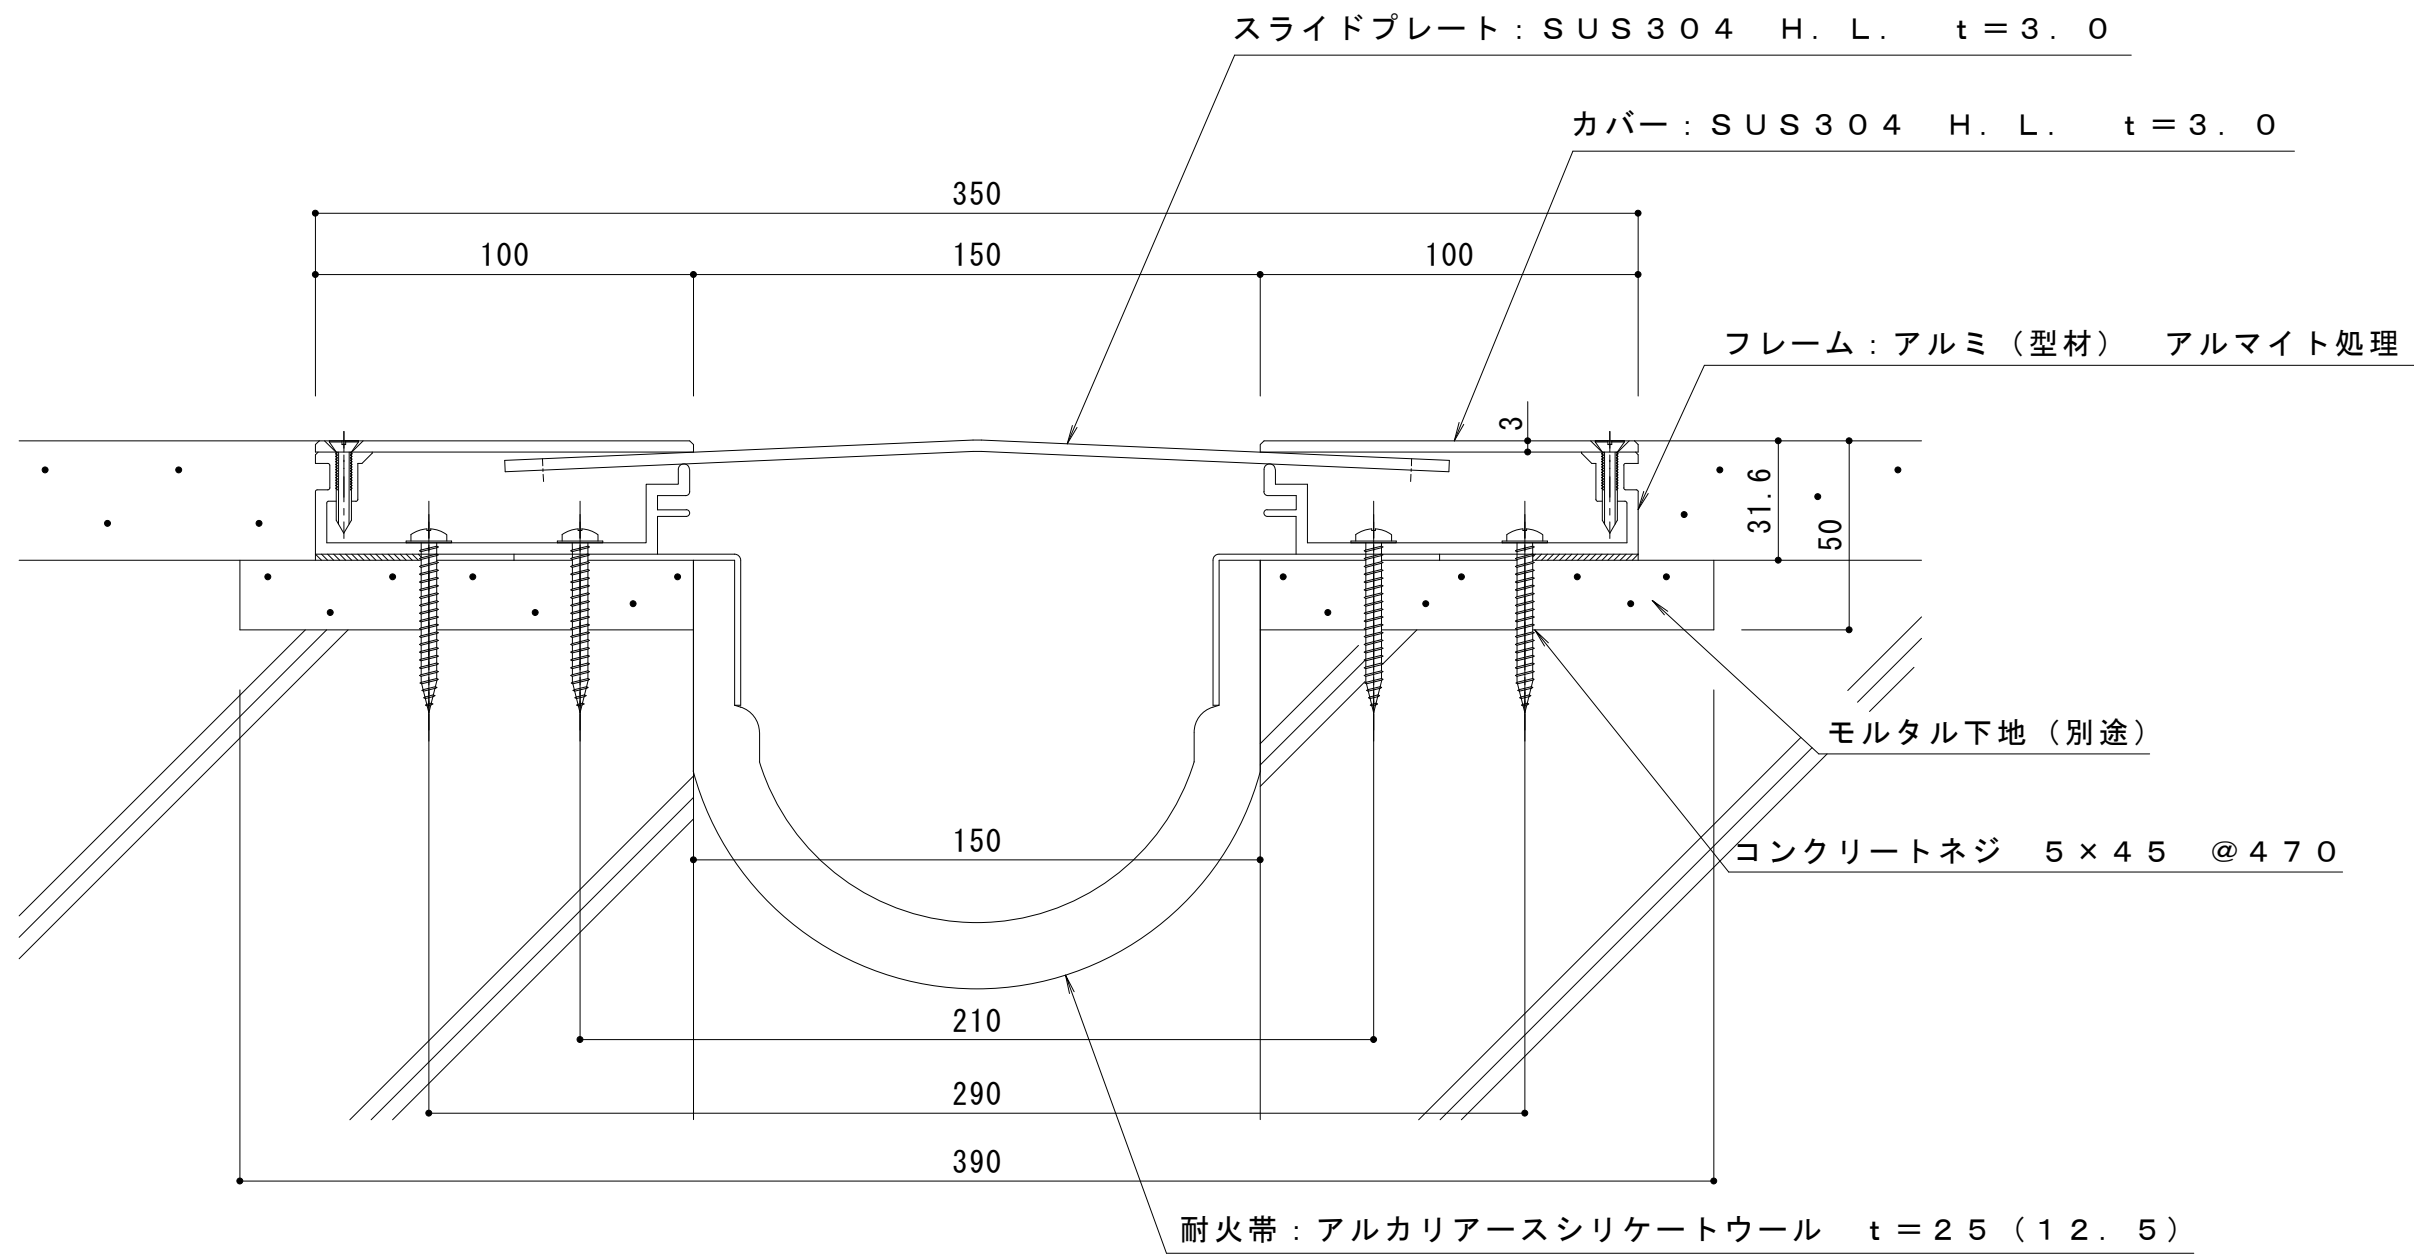 スライドプレート：ＳＵＳ３０４　Ｈ．Ｌ．　ｔ＝３．０
カバー：ＳＵＳ３０４　Ｈ．Ｌ．　ｔ＝３．０
350
100 150 100
フレーム：アルミ（型材）　アルマイト処理
3
31.6
50
モルタル下地（別途）
150
コンクリートネジ　５×４５　＠４７０
210
290
390
耐火帯：アルカリアースシリケートウール　ｔ＝２５（１２．５）